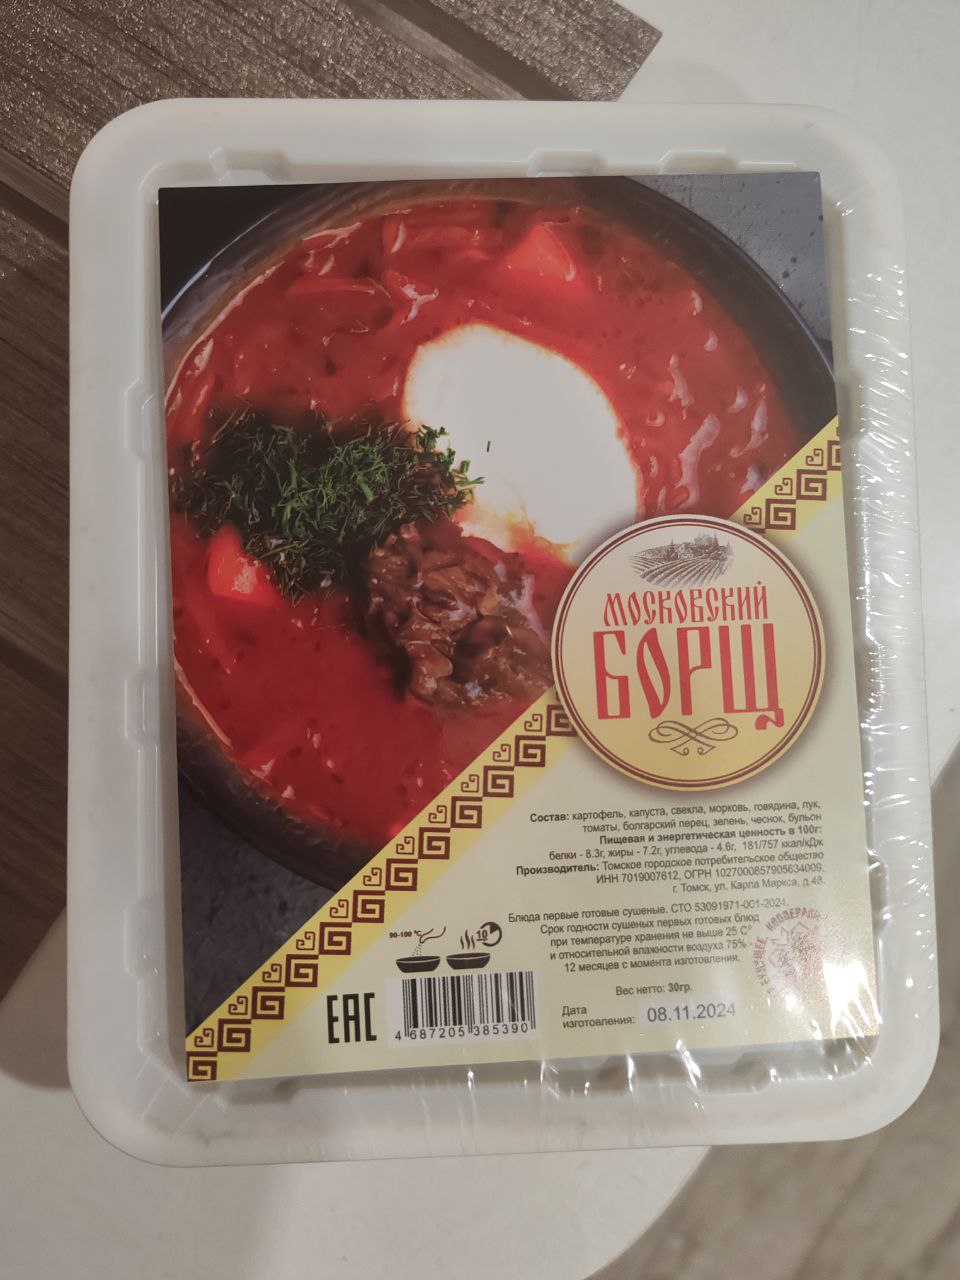 МОСКОВСКИЙ
БОРЩ
Состав: картофель, капуста, свекла, морковь, говядина, лук,
томаты, болгарский перец, зелень, чеснок, бульон
Пищевая и энергетическая ценность в 100г:
белки - 8.3г, жиры - 7.2г, углевода - 4.6г, 181/757 ккал/кДж
Производитель: Томское городское потребительское общество
ИНН 7019007612, ОГРН 1027000857905634009,
г. Томск, ул. Карла Маркса, д.48.
Блюда первые готовые сушеные. СТО 53091971-001-2024.
Срок годности сушеных первых готовых блюд
при температуре хранения не выше 25 С°
и относительной влажности воздуха 75% -
12 месяцев с момента изготовления.
90-100 °C
10
Вес нетто: 30гр.
Дата
изготовления: 08.11.2024
EAC
4 687205 385390